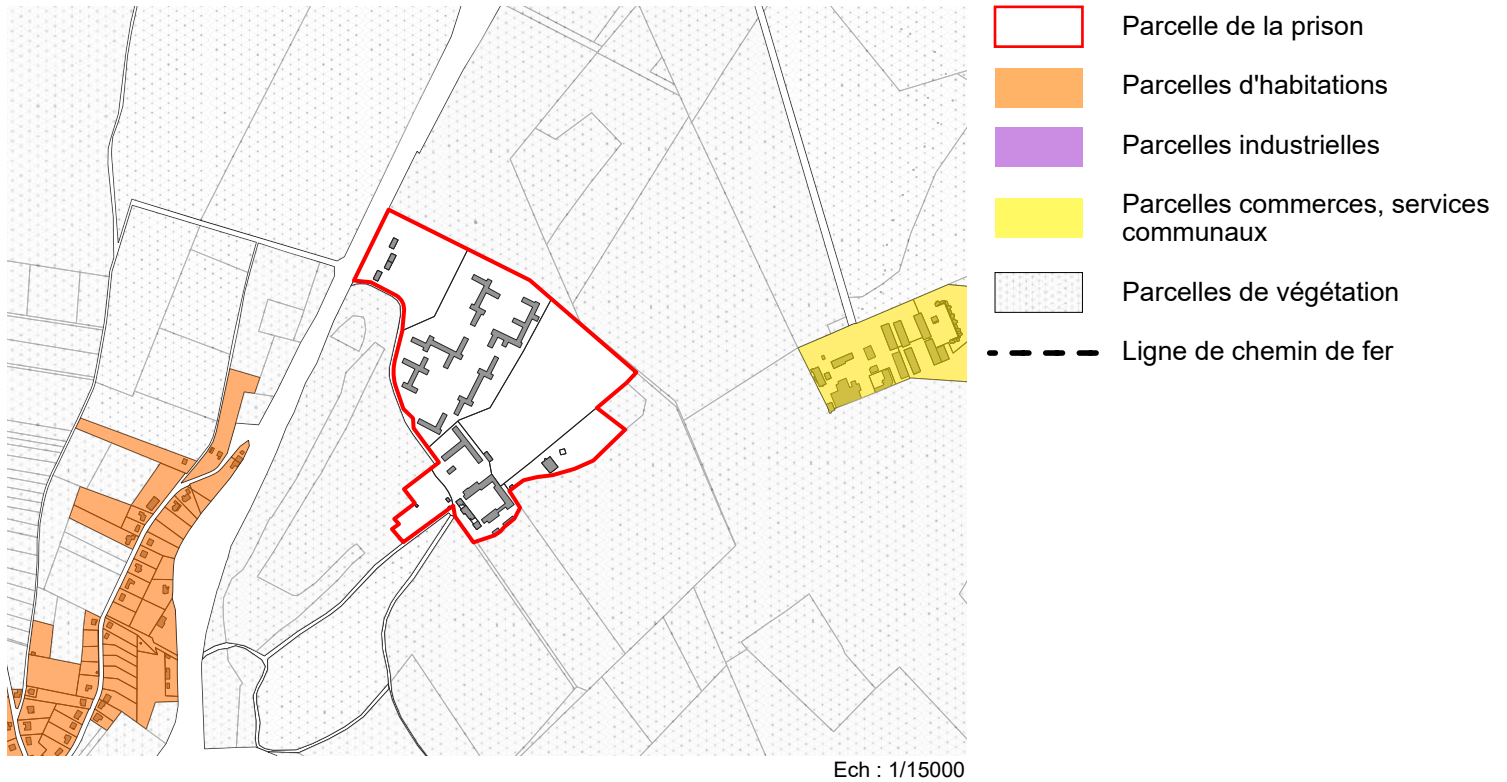 Parcelle de la prison
Parcelles d'habitations
Parcelles industrielles
Parcelles commerces, services
communaux
Parcelles de végétation
Ligne de chemin de fer
Ech : 1/15000